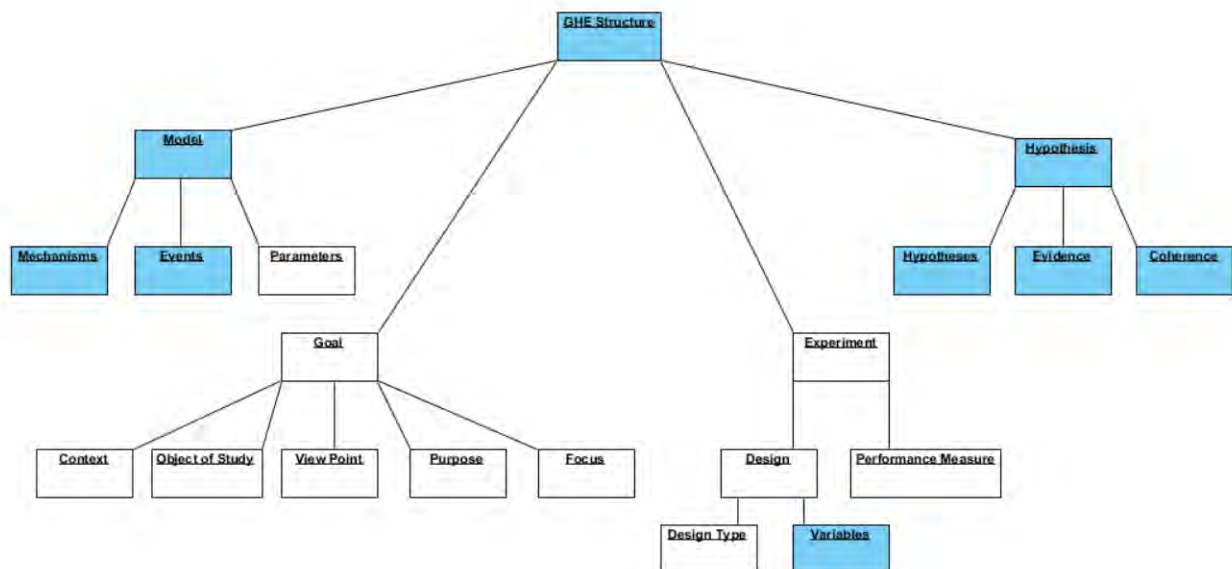 GHE Structure
Model
Hypothesis
Mechanisms
Events
Parameters
Hypotheses
Evidence
Coherence
Goal
Experiment
Context
Object of Study
View Point
Purpose
Focus
Design
Performance Measure
Design Type
Variables